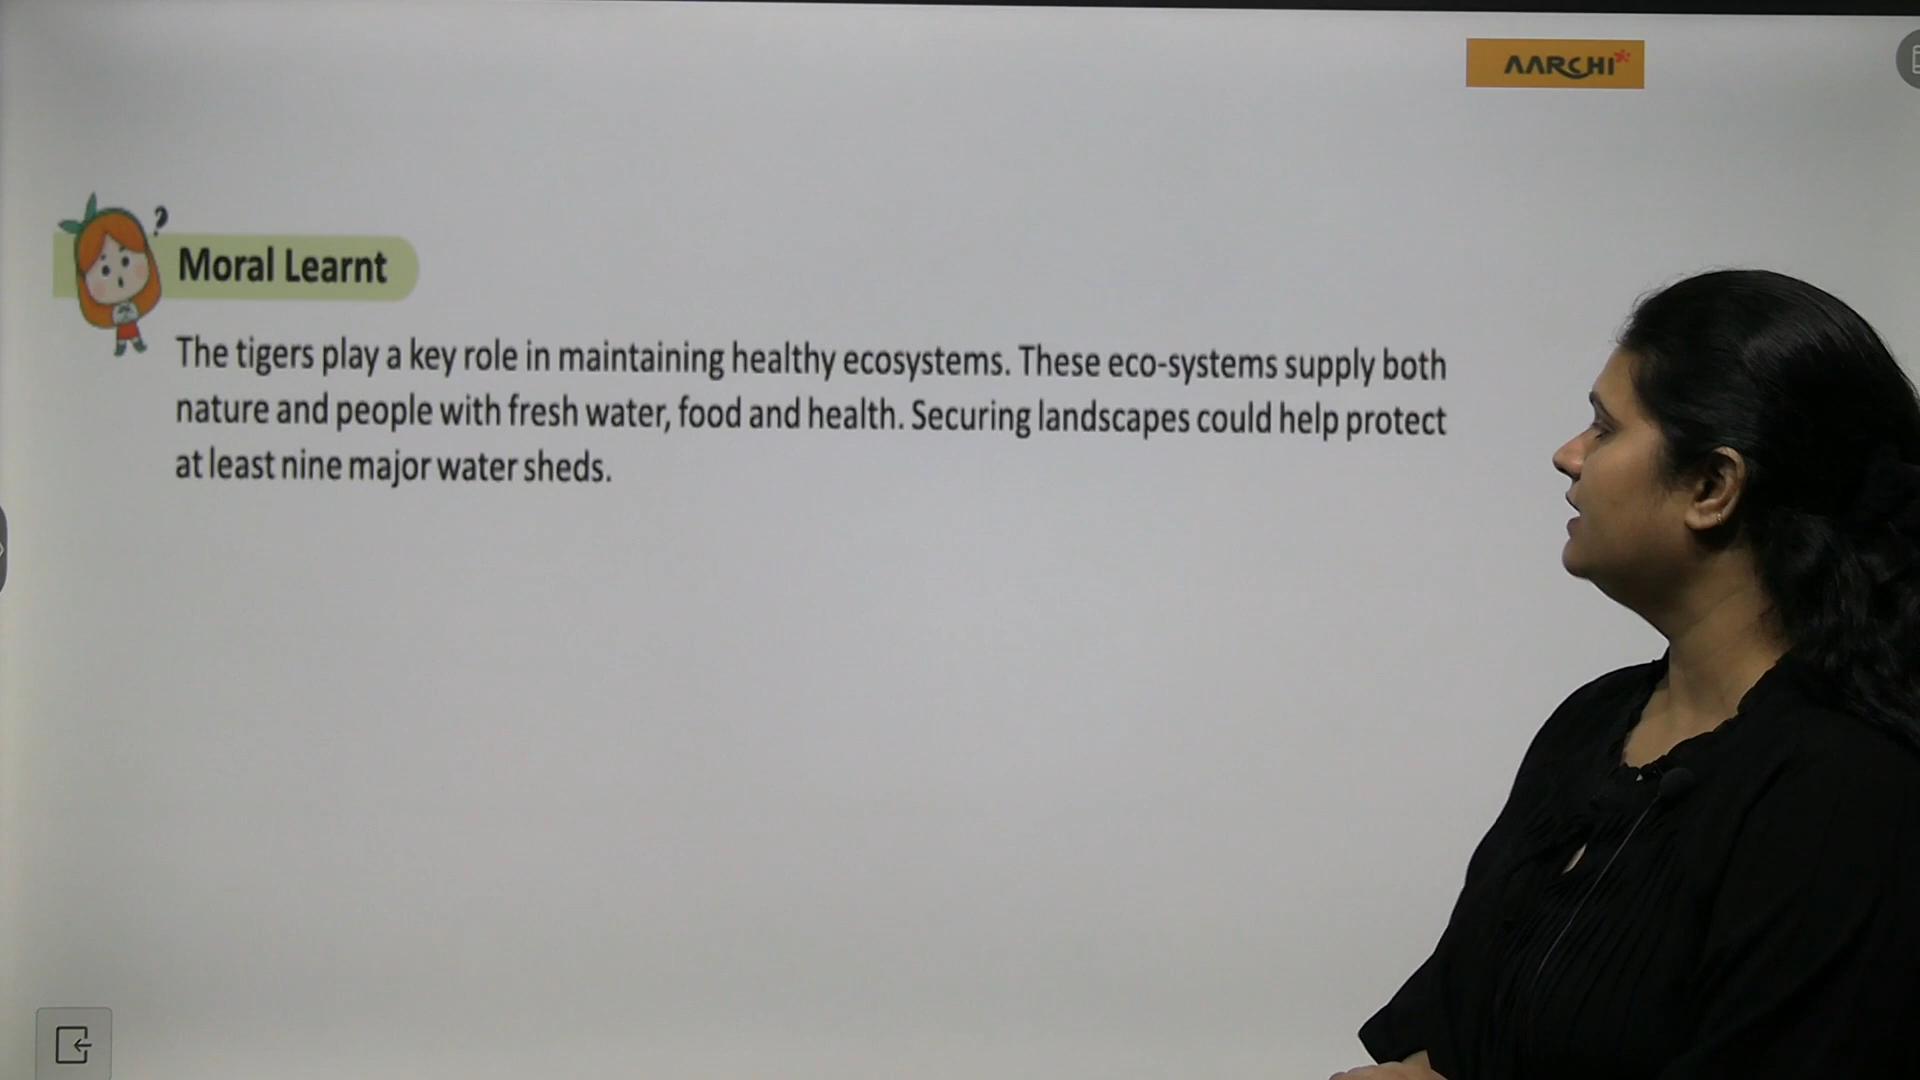 AARCHI
?
Moral Learnt
The tigers play a key role in maintaining healthy ecosystems. These eco-systems supply both
nature and people with fresh water, food and health. Securing landscapes could help protect
at least nine major water sheds.